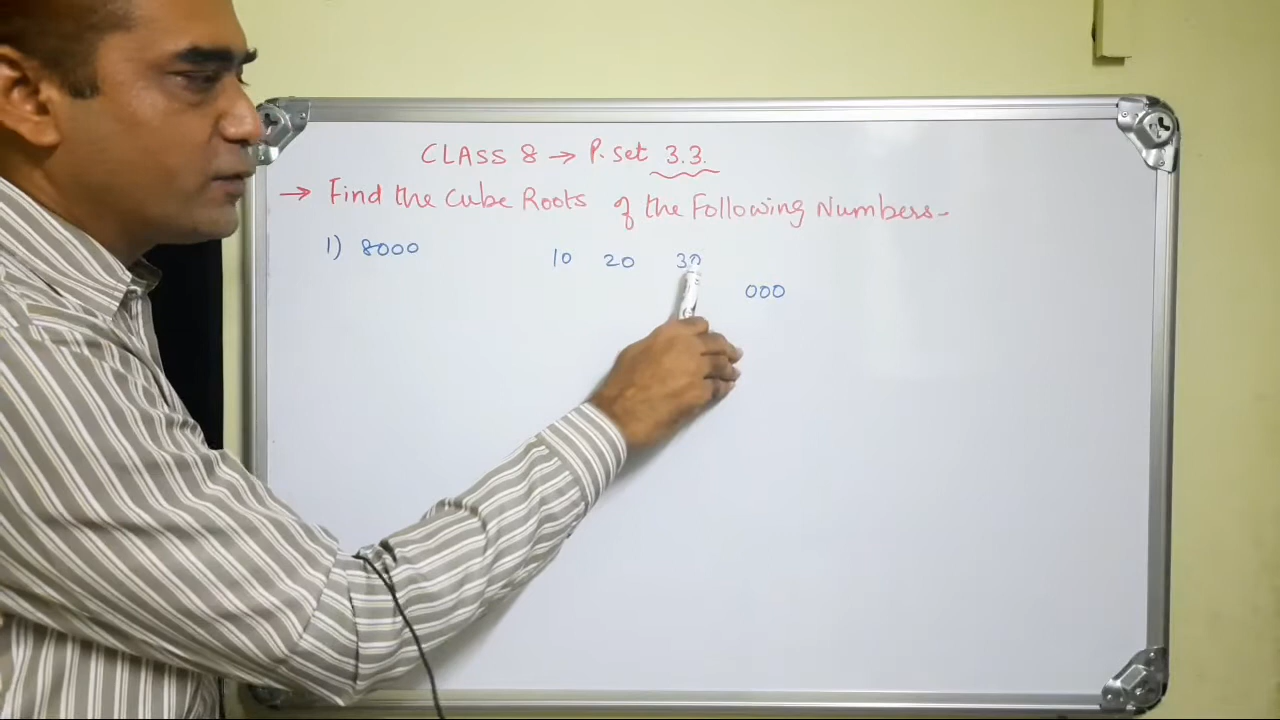 CLASS 8 → P. Set 3.3.
→ Find the Cube Roots of the Following Numbers-
1) 8000 10 20 30
000